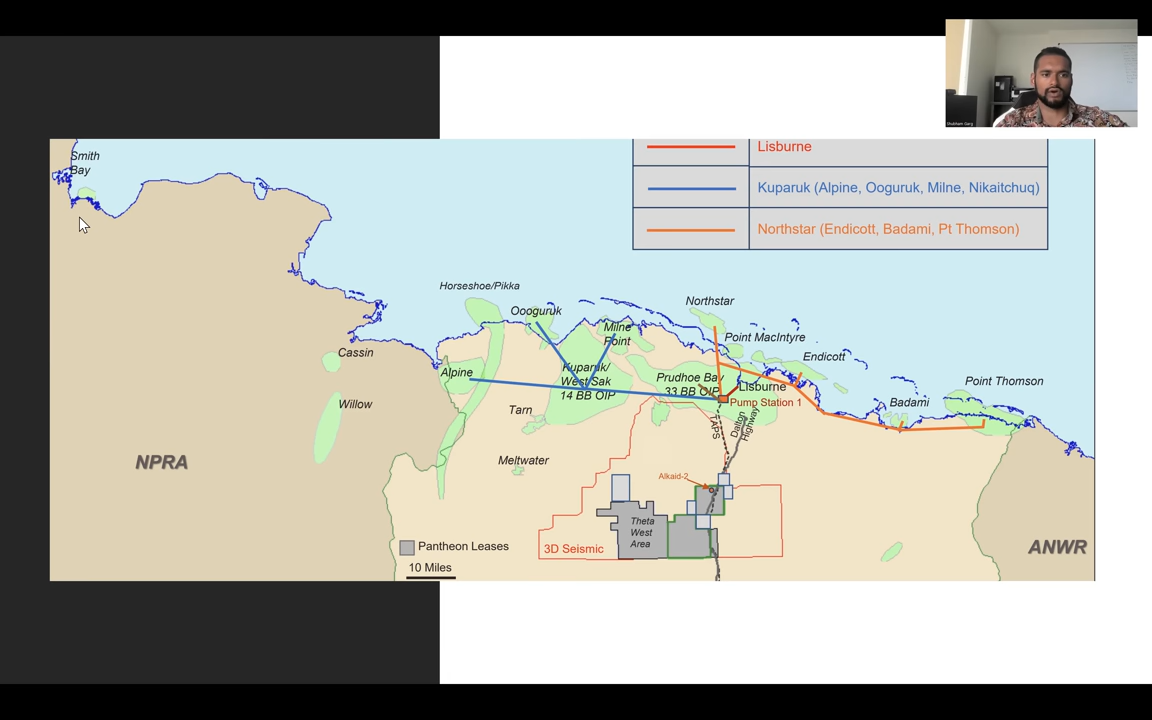 Shubham Garg
Smith
Bay
Lisburne
Kuparuk (Alpine, Ooguruk, Milne, Nikaitchuq)
Northstar (Endicott, Badami, Pt Thomson)
Horseshoe/Pikka
Oooguruk
Northstar
Milne
Point
Point MacIntyre
Cassin
Endicott
Alpine
Kuparuk/
West Sak
14 BB OIP
Prudhoe Bay
33 BB OIP
Lisburne
Pump Station 1
Point Thomson
Badami
Willow
Tarn
TAPS
Dalton
Highway
NPRA
Meltwater
Alkaid-2
Theta
West
Area
3D Seismic
ANWR
Pantheon Leases
10 Miles